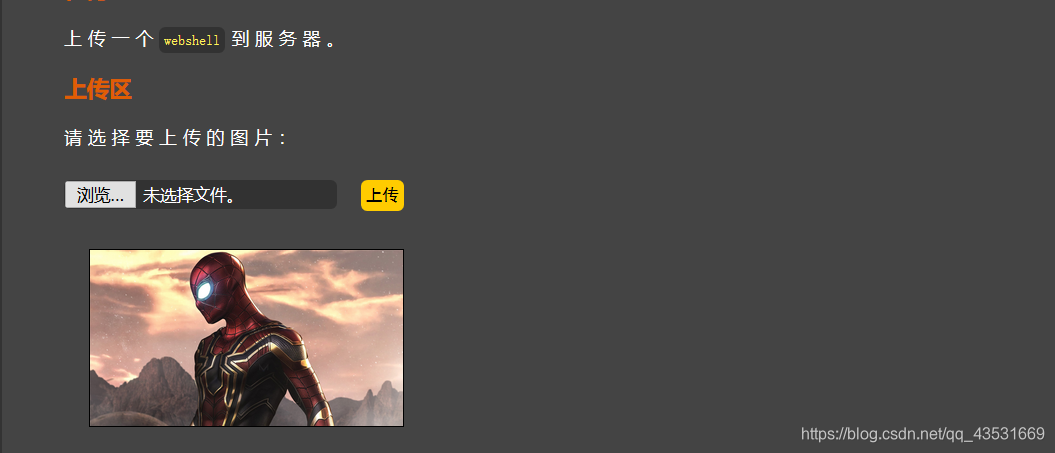 上传一个 webshell 到服务器。
上传区
请选择要上传的图片：
浏览... 未选择文件。 上传
https://blog.csdn.net/qq_43531669